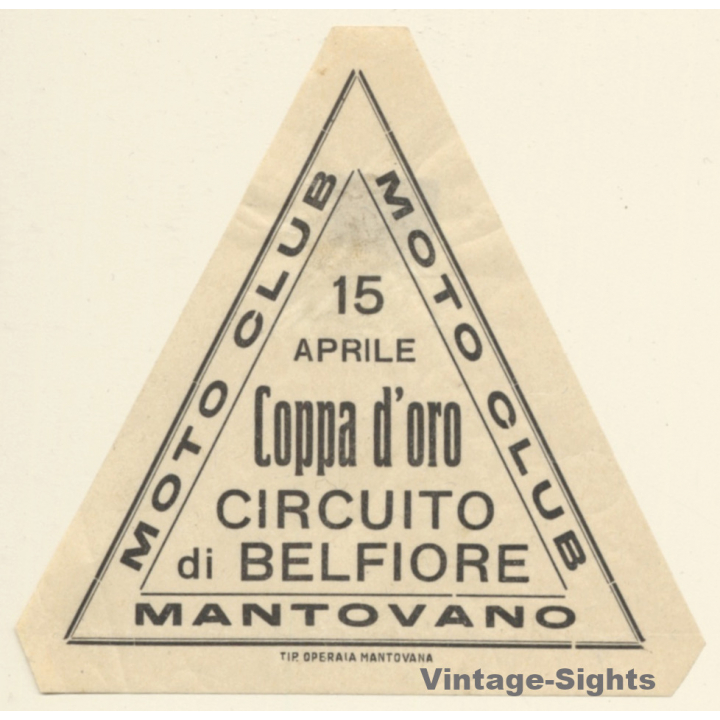 MOTO CLUB
MOTO CLUB
15
APRILE
Coppa d'oro
CIRCUITO
di BELFIORE
MANTOVANO
TIP. OPERAIA MANTOVANA
Vintage-Sights